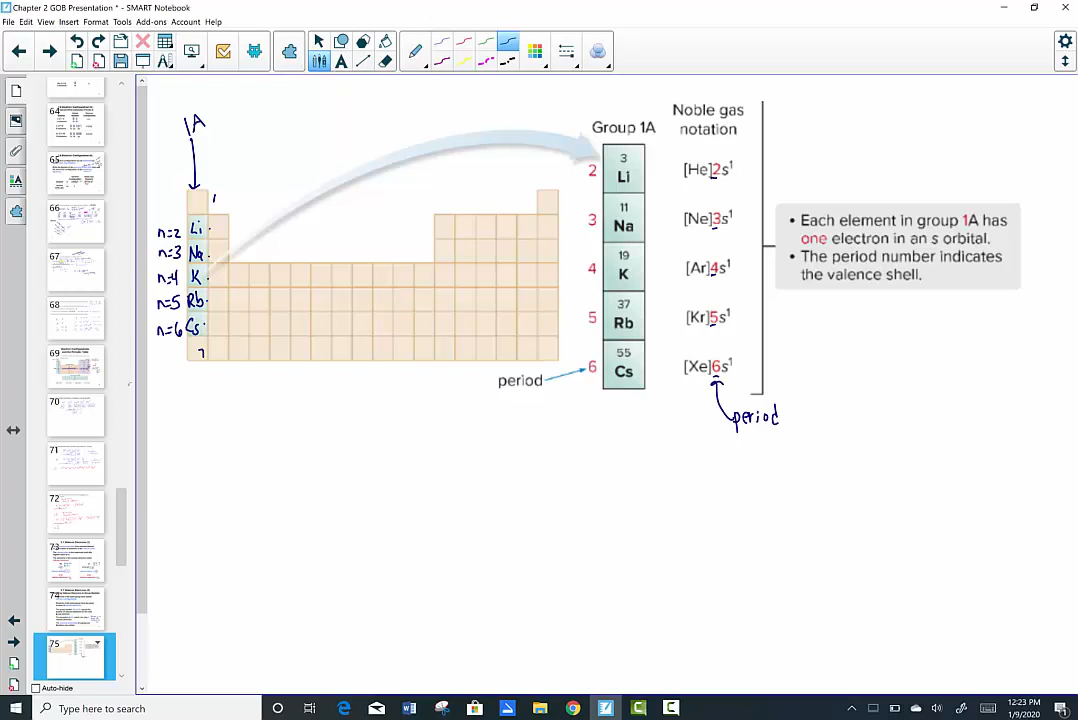 Chapter 2 GOB Presentation * - SMART Notebook
File Edit View Insert Format Tools Add-ons Account Help
64
65
66
67
68
69
70
71
72
73
74
75
Auto-hide
1A
1
n=2 Li
n=3 Na
n=4 K
n=5 Rb
n=6 Cs
7
period
Group 1A
2
3
Li
3
11
Na
4
19
K
5
37
Rb
6
55
Cs
Noble gas
notation
[He]2s¹
[Ne]3s¹
[Ar]4s¹
[Kr]5s¹
[Xe]6s¹
period
• Each element in group 1A has
one electron in an s orbital.
• The period number indicates
the valence shell.
Type here to search
12:23 PM
1/9/2020